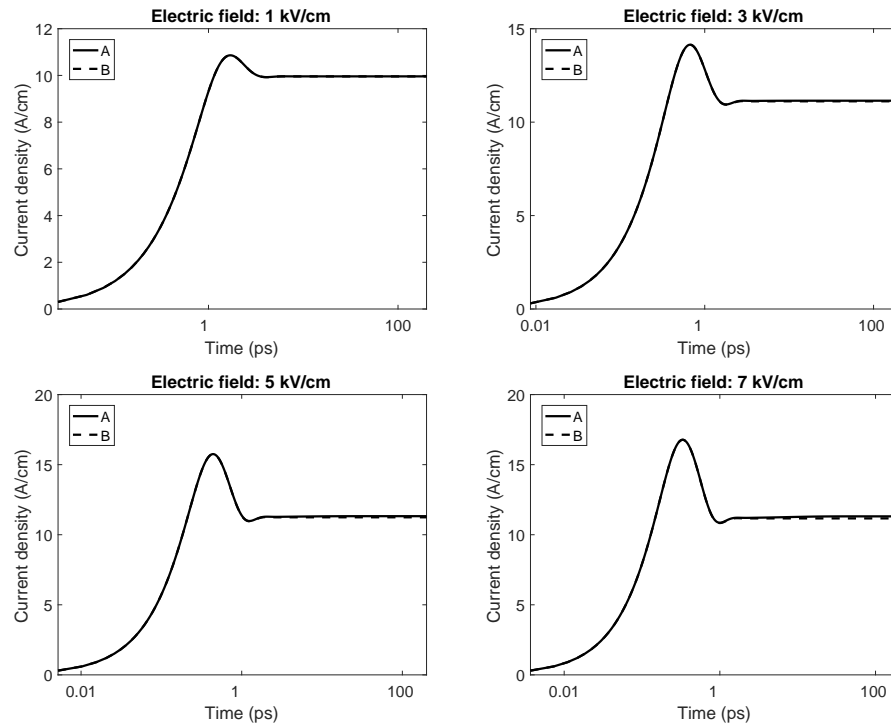 Electric field: 1 kV/cm
12
10
8
6
4
2
0
Current density (A/cm)
A
B
1
100
Time (ps)
Electric field: 3 kV/cm
15
10
5
0
Current density (A/cm)
A
B
0.01
1
100
Time (ps)
Electric field: 5 kV/cm
20
15
10
5
0
Current density (A/cm)
A
B
0.01
1
100
Time (ps)
Electric field: 7 kV/cm
20
15
10
5
0
Current density (A/cm)
A
B
0.01
1
100
Time (ps)